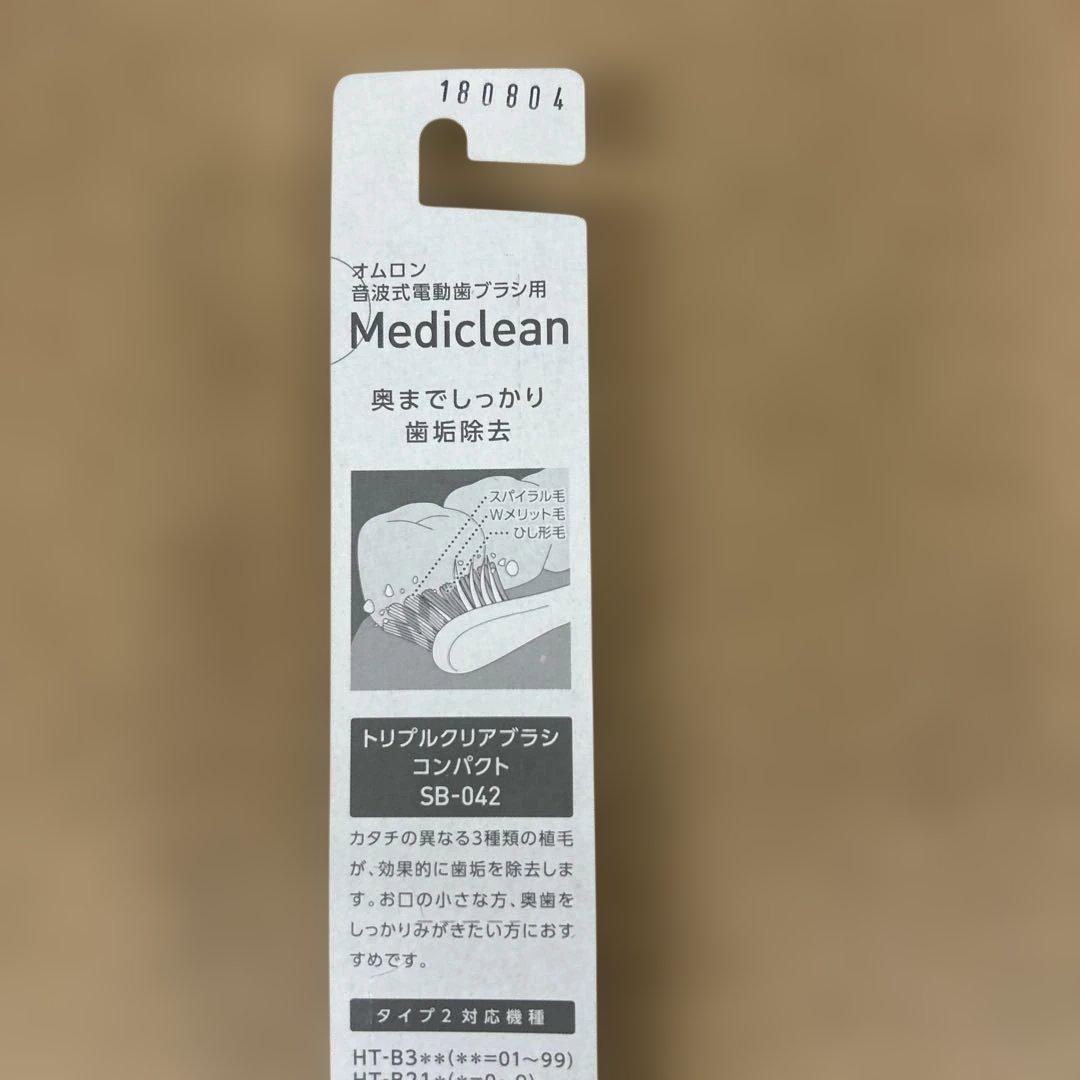 180804
オムロン
音波式電動歯ブラシ用
Mediclean
奥までしっかり
歯垢除去
スパイラル毛
Wメリット毛
ひし形毛
トリプルクリアブラシ
コンパクト
SB-042
カタチの異なる3種類の植毛
が、効果的に歯垢を除去しま
す。お口の小さな方、奥歯を
しっかりみがきたい方におす
すめです。
タイプ2対応機種
HT-B3**(**=01~99)